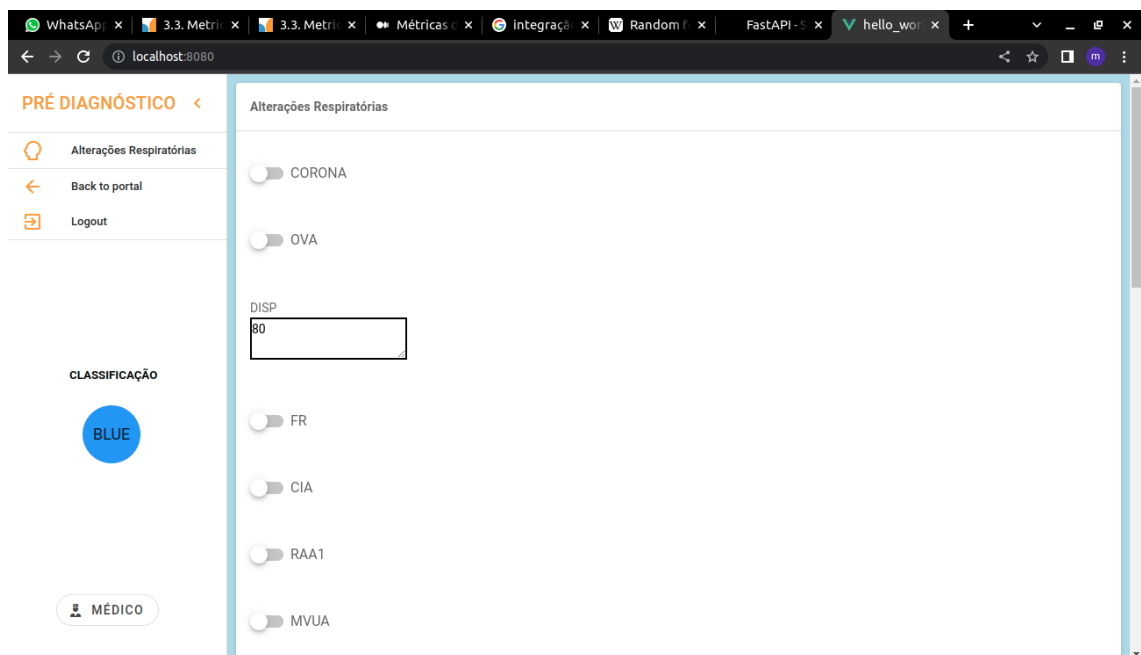 WhatsApp
3.3. Metric
3.3. Metric
Métricas d
integração
Random f
FastAPI - S
hello_wor
localhost:8080
m
PRÉ DIAGNÓSTICO
Alterações Respiratórias
Back to portal
Logout
CLASSIFICAÇÃO
BLUE
MÉDICO
Alterações Respiratórias
CORONA
OVA
DISP
80
FR
CIA
RAA1
MVUA